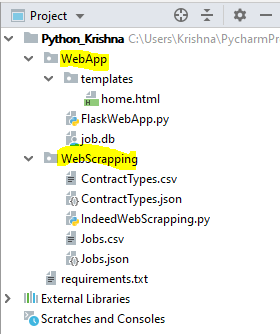 Project
Python_Krishna C:\Users\Krishna\PycharmPr
WebApp
templates
home.html
FlaskWebApp.py
job.db
WebScrapping
ContractTypes.csv
ContractTypes.json
IndeedWebScrapping.py
Jobs.csv
Jobs.json
requirements.txt
External Libraries
Scratches and Consoles